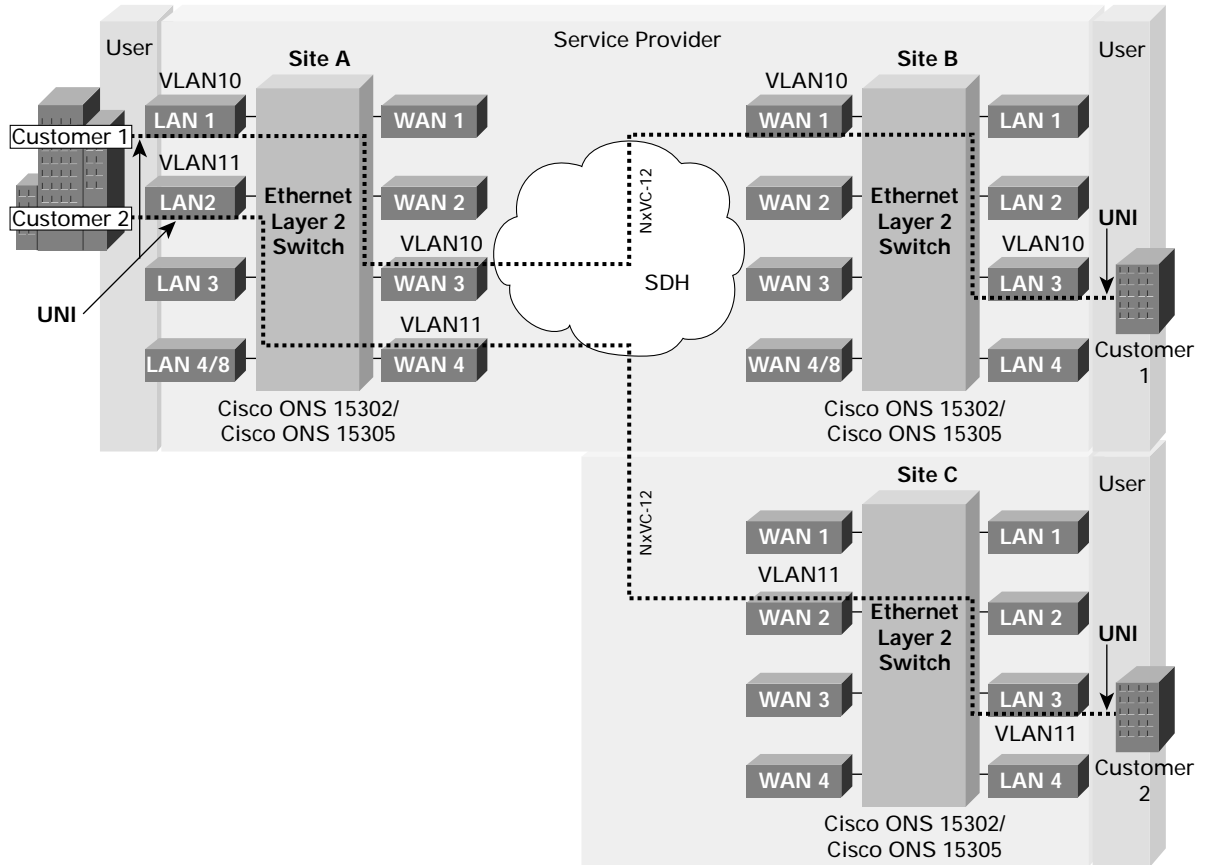 Service Provider
User
Site A
Site B
User
VLAN10
VLAN10
LAN 1
WAN 1
WAN 1
LAN 1
Customer 1
VLAN11
LAN2
Ethernet
Layer 2
Switch
WAN 2
NxVC-12
WAN 2
Ethernet
Layer 2
Switch
LAN 2
Customer 2
UNI
VLAN10
VLAN10
LAN 3
WAN 3
SDH
WAN 3
LAN 3
UNI
VLAN11
LAN 4/8
WAN 4
WAN 4/8
LAN 4
Customer
1
Cisco ONS 15302/
Cisco ONS 15305
Cisco ONS 15302/
Cisco ONS 15305
Site C
User
NxVC-12
WAN 1
LAN 1
VLAN11
WAN 2
Ethernet
Layer 2
Switch
LAN 2
UNI
WAN 3
LAN 3
VLAN11
WAN 4
LAN 4
Customer
2
Cisco ONS 15302/
Cisco ONS 15305